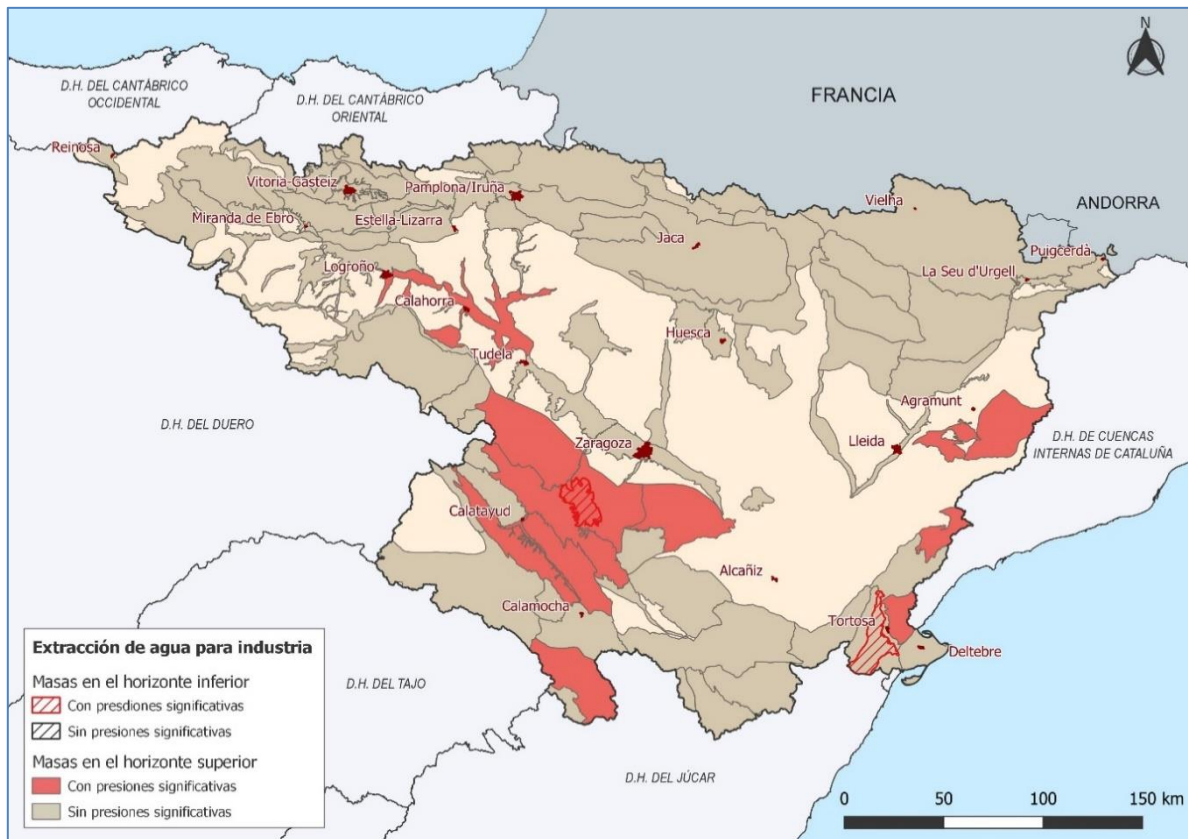 N
D.H. DEL CANTÁBRICO
OCCIDENTAL
D.H. DEL CANTÁBRICO
ORIENTAL
FRANCIA
Reinosa
Vitoria-Gasteiz
Pamplona/Iruña
Vielha
ANDORRA
Miranda de Ebro
Estella-Lizarra
Jaca
Puigcerdà
La Seu d'Urgell
Logroño
Calahorra
Huesca
Tudela
Agramunt
D.H. DEL DUERO
Zaragoza
Lleida
D.H. DE CUENCAS
INTERNAS DE CATALUÑA
Calatayud
Alcañiz
Calamocha
Tortosa
Deltebre
Extracción de agua para industria
Masas en el horizonte inferior
Con presdiones significativas
Sin presiones significativas
Masas en el horizonte superior
Con presiones significativas
Sin presiones significativas
D.H. DEL TAJO
D.H. DEL JÚCAR
0 50 100 150 km